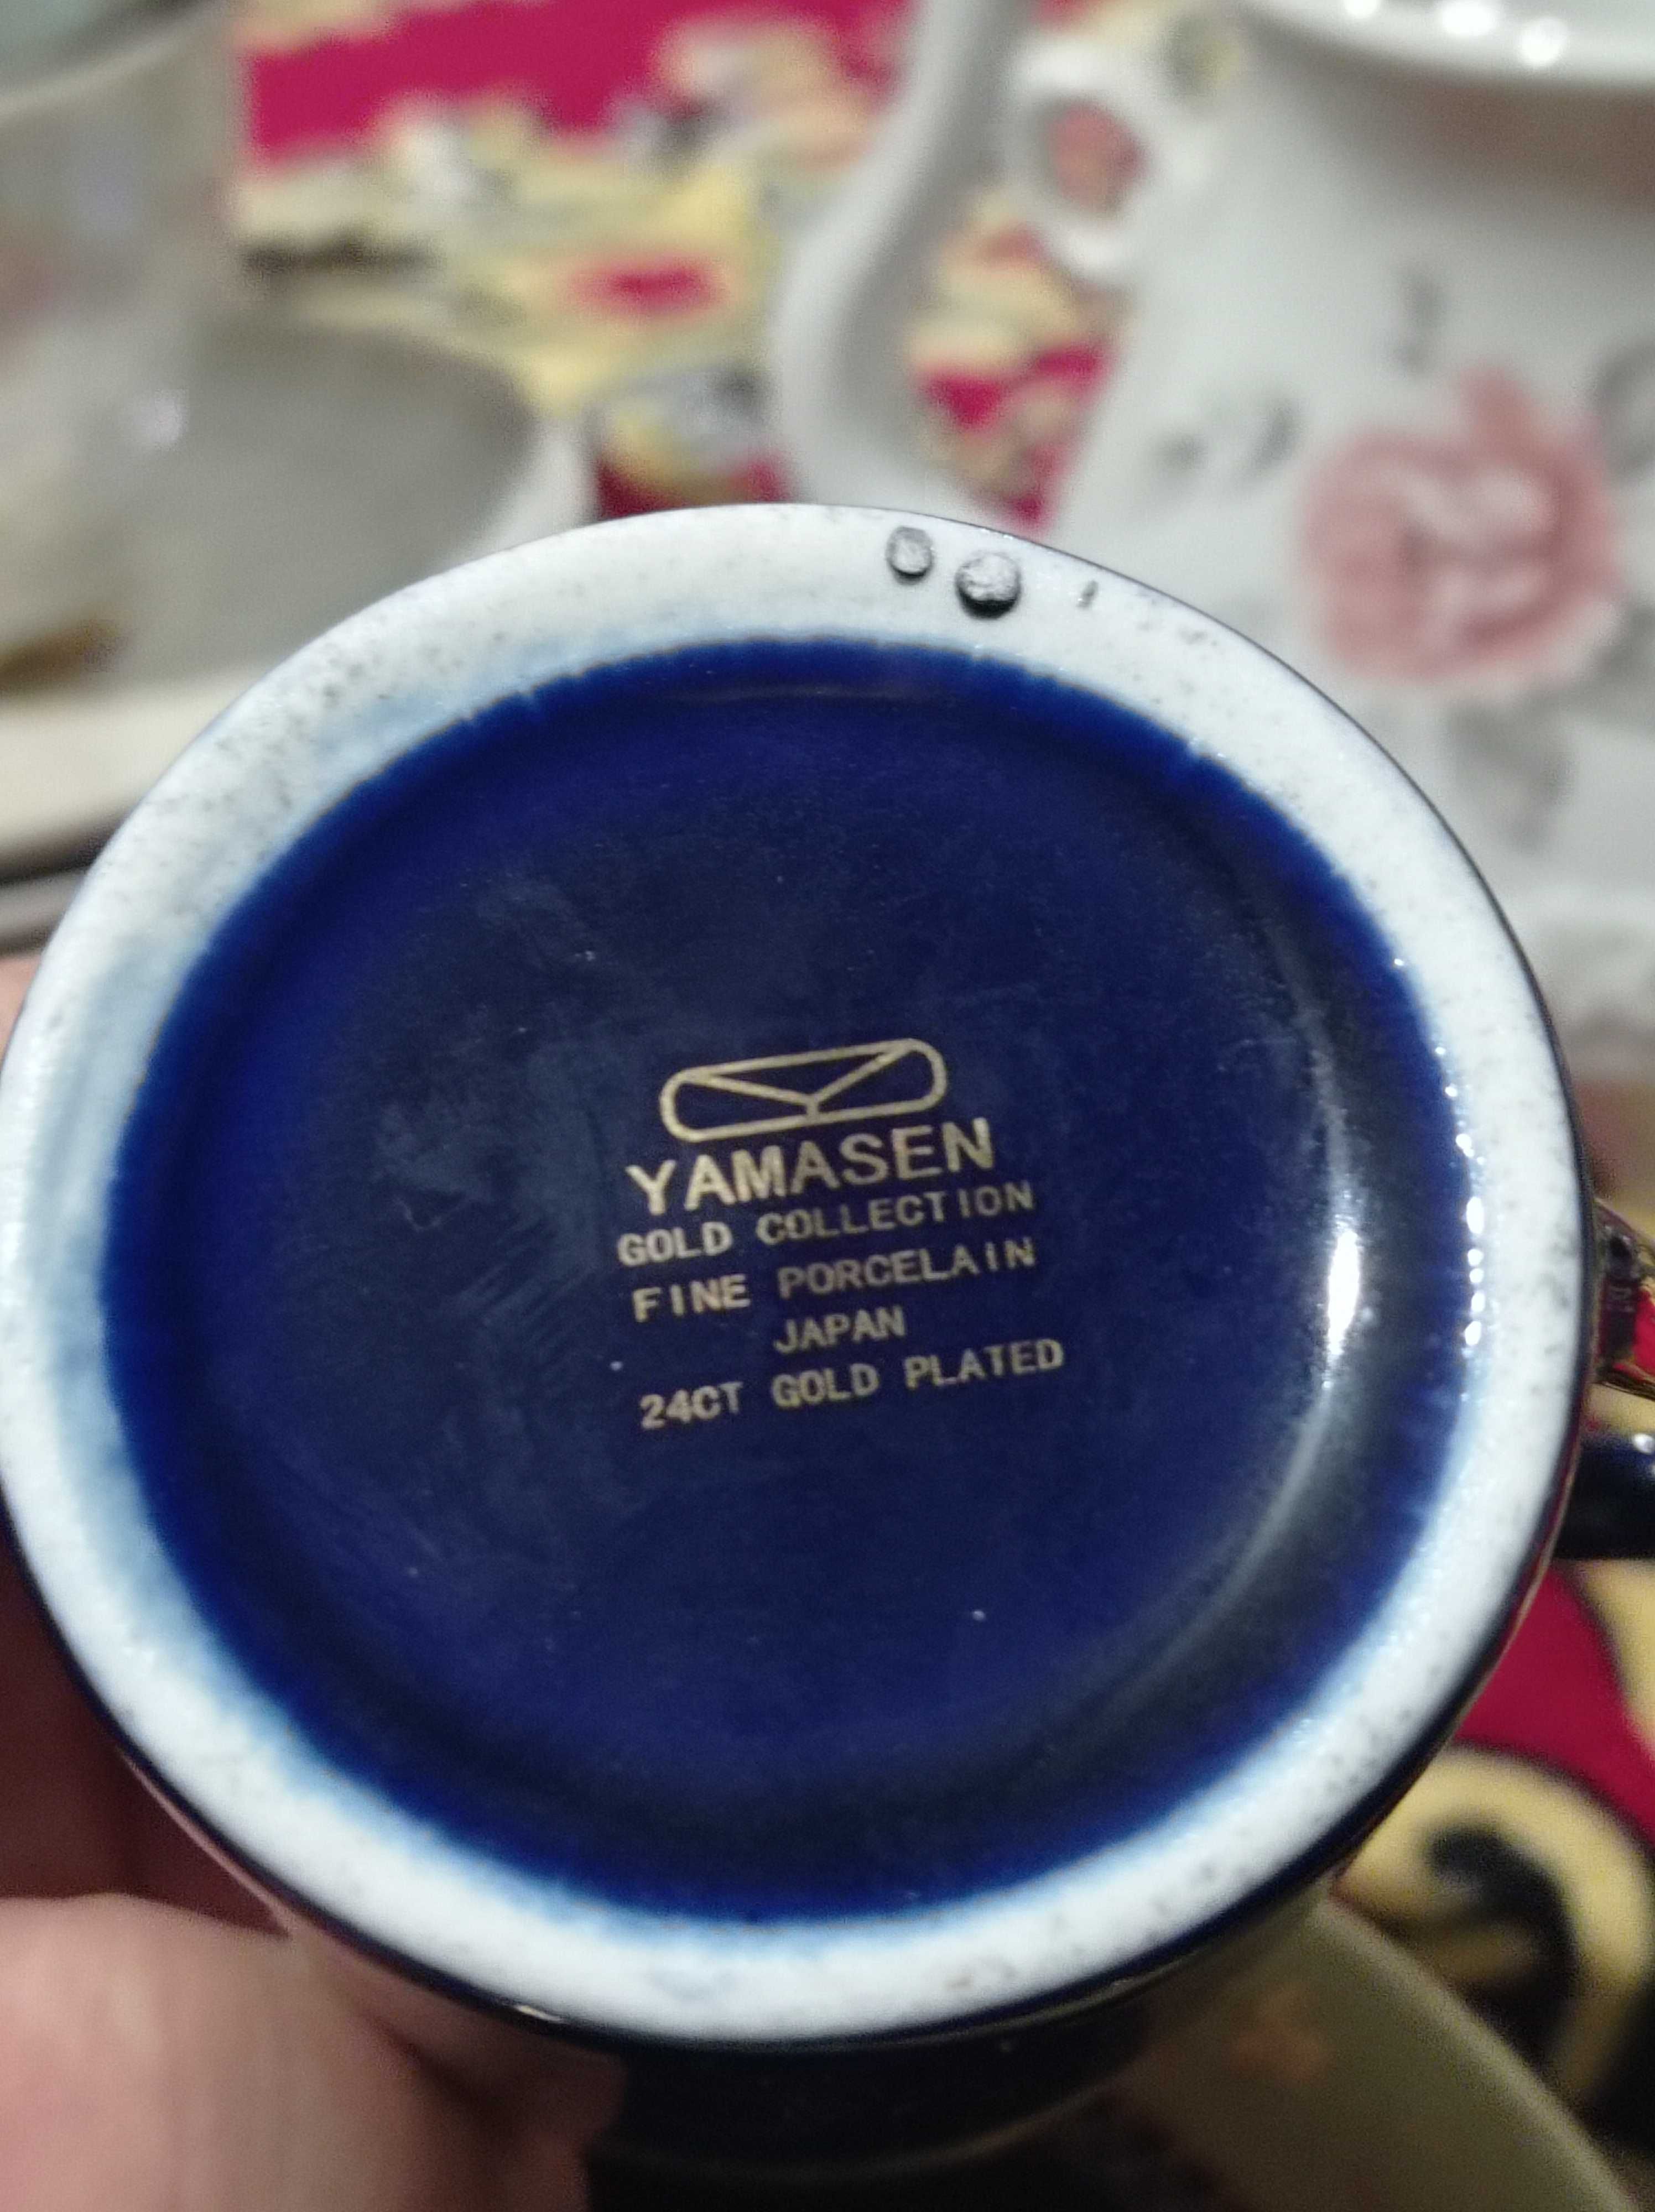 YAMASEN
GOLD COLLECTION
FINE PORCELAIN
JAPAN
24CT GOLD PLATED